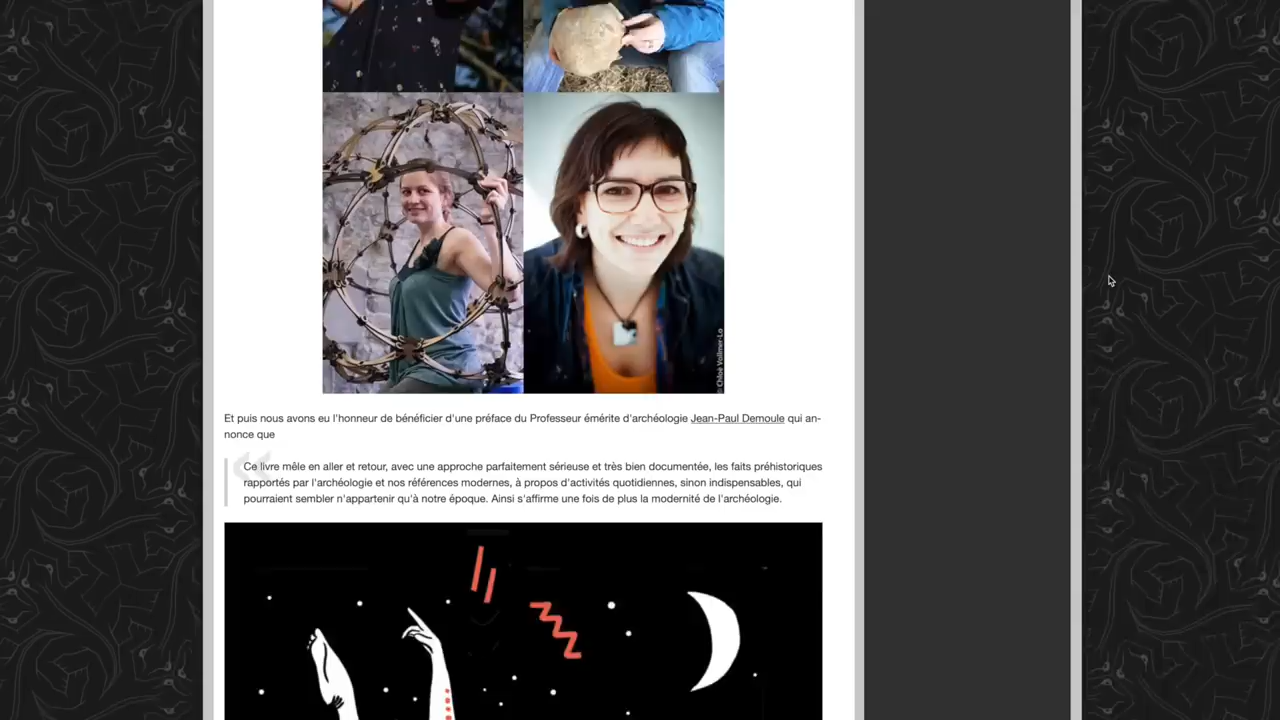 © Chloé Vollmer-Lo
Et puis nous avons eu l'honneur de bénéficier d'une préface du Professeur émérite d'archéologie Jean-Paul Demoule qui an-
nonce que
Ce livre mêle en aller et retour, avec une approche parfaitement sérieuse et très bien documentée, les faits préhistoriques
rapportés par l'archéologie et nos références modernes, à propos d'activités quotidiennes, sinon indispensables, qui
pourraient sembler n'appartenir qu'à notre époque. Ainsi s'affirme une fois de plus la modernité de l'archéologie.